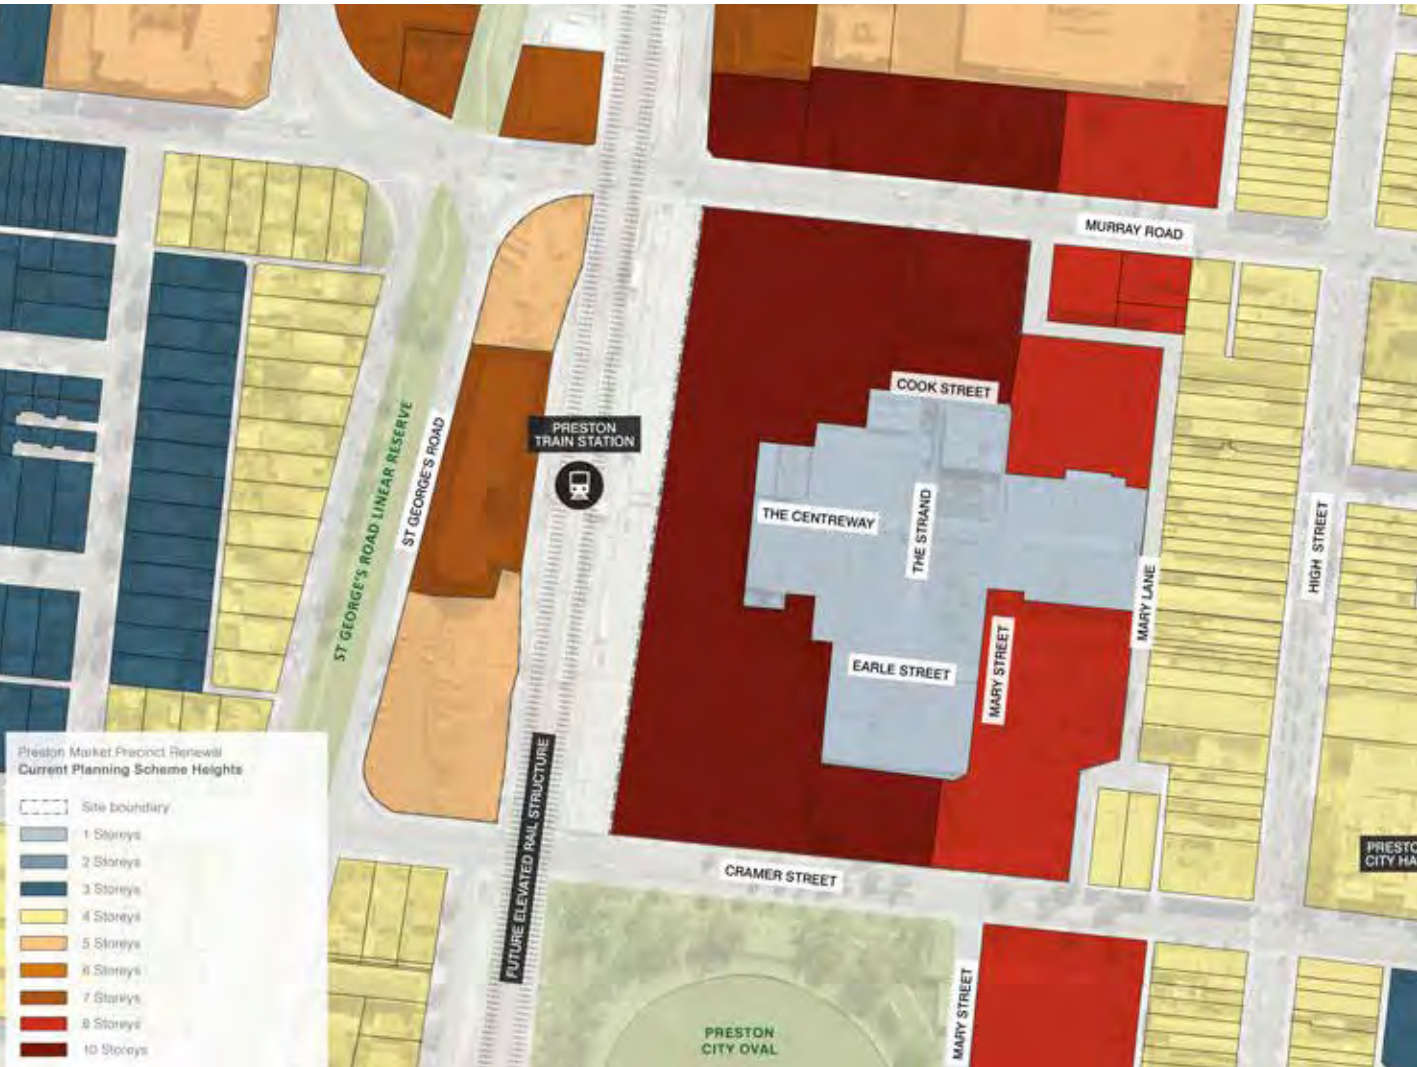 MURRAY ROAD
COOK STREET
PRESTON
TRAIN STATION
ST GEORGE'S ROAD LINEAR RESERVE
ST GEORGE'S ROAD
THE CENTREWAY
THE STRAND
HIGH STREET
MARY LANE
EARLE STREET
MARY STREET
FUTURE ELEVATED RAIL STRUCTURE
CRAMER STREET
PRESTO
CITY HA
MARY STREET
PRESTON
CITY OVAL
Preston Market Precinct Renewal
Current Planning Scheme Heights
Site boundary
1 Storeys
2 Storeys
3 Storeys
4 Storeys
5 Storeys
6 Storeys
7 Storeys
8 Storeys
10 Storeys